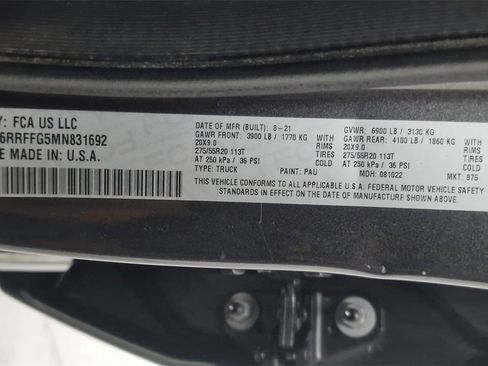 Y: FCA US LLC
6RRFFG5MN831692
E MADE IN: U.S.A.
DATE OF MFR (BUILT): 8-21 GVWR: 6900 LB / 3130 KG
GAWR FRONT: 3900 LB / 1770 KG GAWR REAR: 4100 LB / 1860 KG
20X9.0 RIMS 20X9.0 RIMS
275/55R20 113T TIRES 275/55R20 113T TIRES
AT 250 kPa / 36 PSI COLD AT 250 kPa / 36 PSI COLD
TYPE: TRUCK PAINT: PAU MDH: 081022 MKT: 875
THIS VEHICLE CONFORMS TO ALL APPLICABLE U.S.A. FEDERAL MOTOR VEHICLE SAFETY
STANDARDS IN EFFECT ON THE DATE OF MANUFACTURF SHOWN ABOVE.